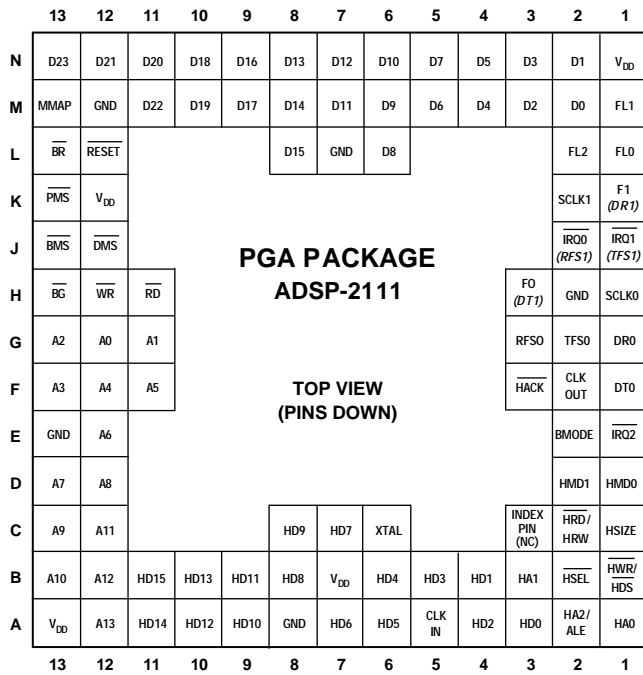 13 12 11 10 9 8 7 6 5 4 3 2 1
N D23 D21 D20 D18 D16 D13 D12 D10 D7 D5 D3 D1 VDD
M MMAP GND D22 D19 D17 D14 D11 D9 D6 D4 D2 D0 FL1
L BR RESET D15 GND D8 FL2 FL0
K PMS VDD SCLK1 F1
(DR1)
J BMS DMS IRQ0 IRQ1
(RFS1) (TFS1)
PGA PACKAGE
ADSP-2111
H BG WR RD FO GND SCLK0
(DT1)
G A2 A0 A1 RFSO TFS0 DR0
F A3 A4 A5 HACK CLK DT0
OUT
TOP VIEW
(PINS DOWN)
E GND A6 BMODE IRQ2
D A7 A8 HMD1 HMD0
C A9 A11 HD9 HD7 XTAL INDEX HRD/ HSIZE
PIN HRW
(NC)
B A10 A12 HD15 HD13 HD11 HD8 VDD HD4 HD3 HD1 HA1 HSEL HWR/
HDS
A VDD A13 HD14 HD12 HD10 GND HD6 HD5 CLK HD2 HD0 HA2/ HA0
IN ALE
13 12 11 10 9 8 7 6 5 4 3 2 1